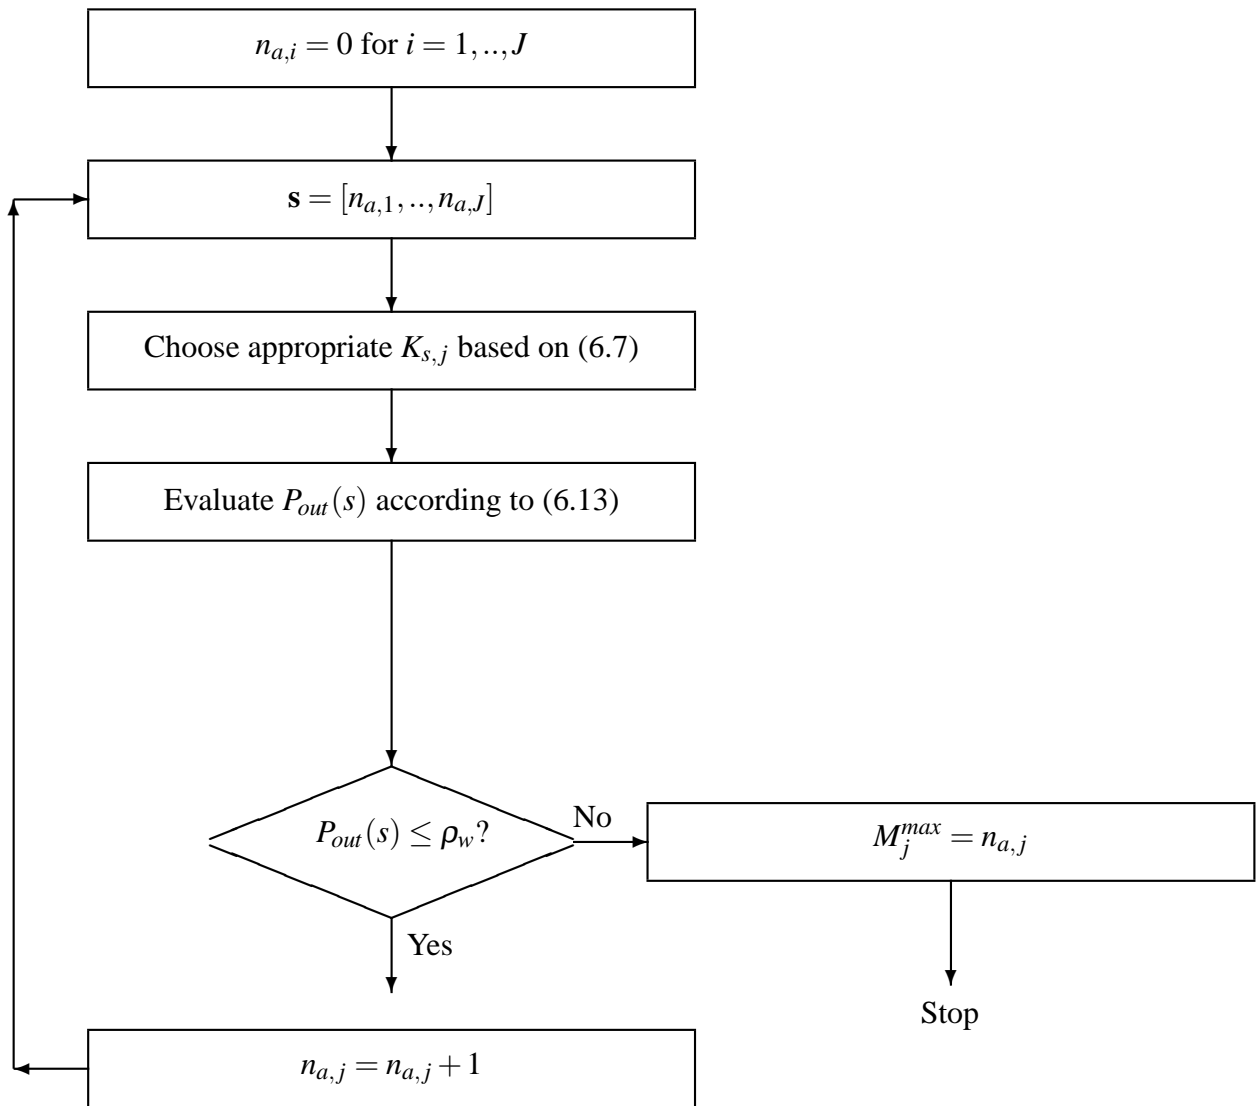 n_{a,i} = 0 for i = 1,..,J
s = [n_{a,1},..,n_{a,J}]
Choose appropriate K_{s,j} based on (6.7)
Evaluate P_{out}(s) according to (6.13)
P_{out}(s) ≤ ρ_w?
No
M_j^{max} = n_{a,j}
Yes
Stop
n_{a,j} = n_{a,j} + 1